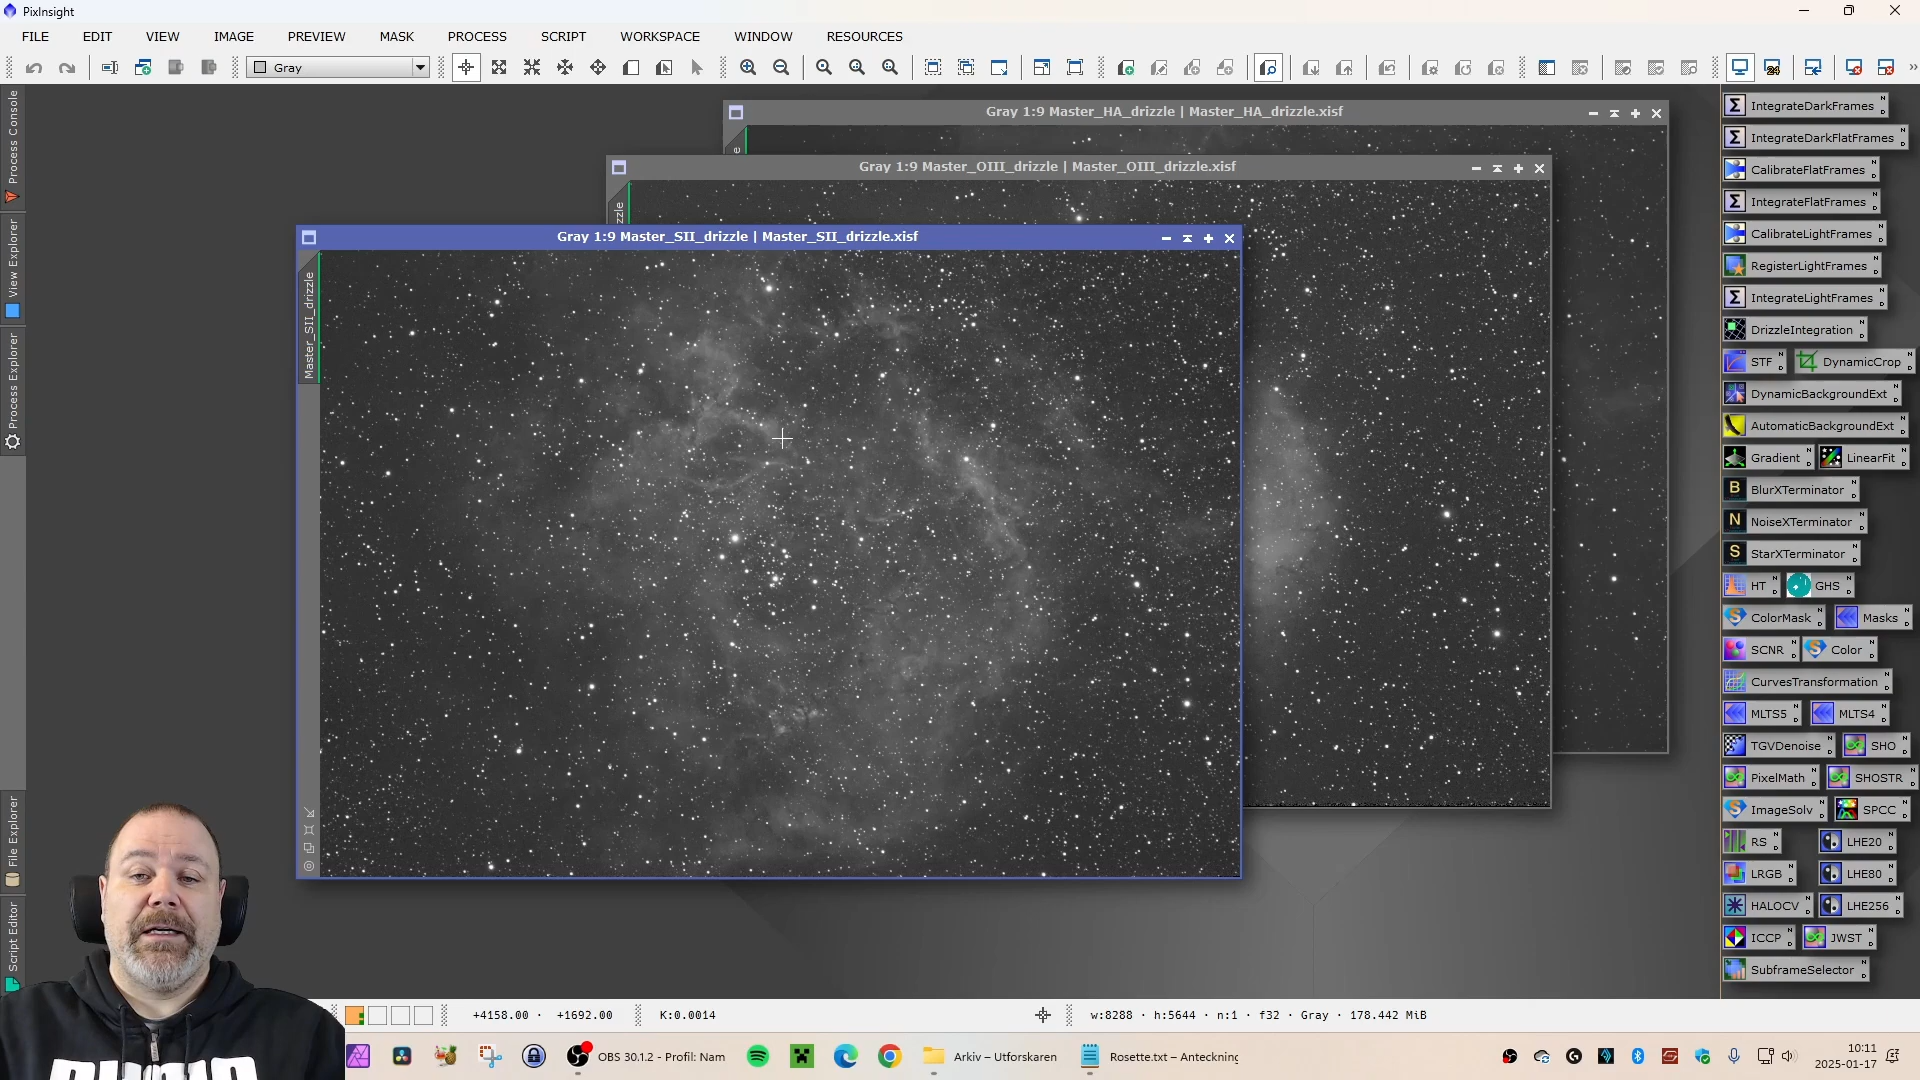 PixInsight
FILE EDIT VIEW IMAGE PREVIEW MASK PROCESS SCRIPT WORKSPACE WINDOW RESOURCES
Gray
24
Process Console
View Explorer
Process Explorer
File Explorer
Script Editor
Gray 1:9 Master_HA_drizzle | Master_HA_drizzle.xisf
Gray 1:9 Master_OIII_drizzle | Master_OIII_drizzle.xisf
zzle
Gray 1:9 Master_SII_drizzle | Master_SII_drizzle.xisf
Master_SII_drizzle
IntegrateDarkFrames
IntegrateDarkFlatFrames
CalibrateFlatFrames
IntegrateFlatFrames
CalibrateLightFrames
RegisterLightFrames
IntegrateLightFrames
DrizzleIntegration
STF DynamicCrop
DynamicBackgroundExt
AutomaticBackgroundExt
Gradient LinearFit
BlurXTerminator
NoiseXTerminator
StarXTerminator
HT GHS
ColorMask Masks
SCNR Color
CurvesTransformation
MLTS5 MLTS4
TGVDenoise SHO
PixelMath SHOSTR
ImageSolv SPCC
RS LHE20
LRGB LHE80
HALOCV LHE256
ICCP JWST
SubframeSelector
+4158.00 · +1692.00 K:0.0014 w:8288 · h:5644 · n:1 · f32 · Gray · 178.442 MiB
OBS 30.1.2 - Profil: Nam Arkiv – Utforskaren Rosette.txt – Anteckning
10:11
2025-01-17